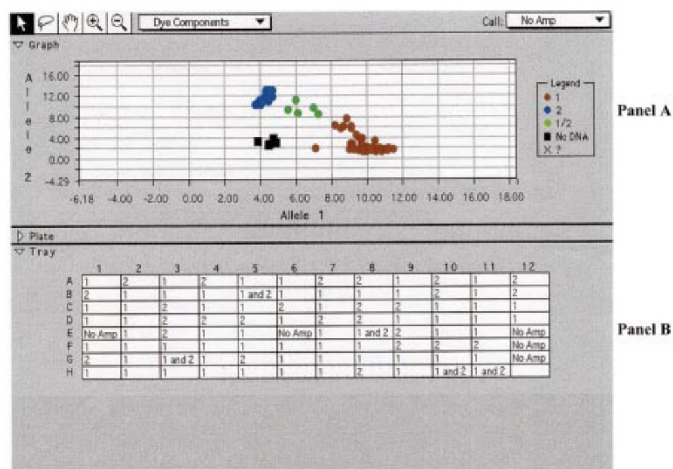 Dye Components
Call: No Amp
Graph
Allele 2
16.00
12.00
8.00
4.00
0.00
-4.29
-6.18 -4.00 -2.00 0.00 2.00 4.00 6.00 8.00 10.00 12.00 14.00 16.00 18.00
Allele 1
Legend
1
2
1/2
No DNA
?
Panel A
Plate
Tray
1 2 3 4 5 6 7 8 9 10 11 12
A 1 2 1 2 1 1 2 2 1 2 1 2
B 2 1 1 1 1 and 2 1 1 1 1 2 1 2
C 1 1 2 1 1 2 1 2 2 1 1 1
D 1 1 2 2 2 2 1 1 1 1 1
E No Amp 1 2 1 1 No Amp 1 1 and 2 2 1 1 No Amp
F 1 1 1 1 1 1 1 1 2 2 2 No Amp
G 2 1 1 and 2 1 2 1 1 1 1 1 1 No Amp
H 1 1 1 1 1 1 1 2 1 1 and 2 1 and 2
Panel B